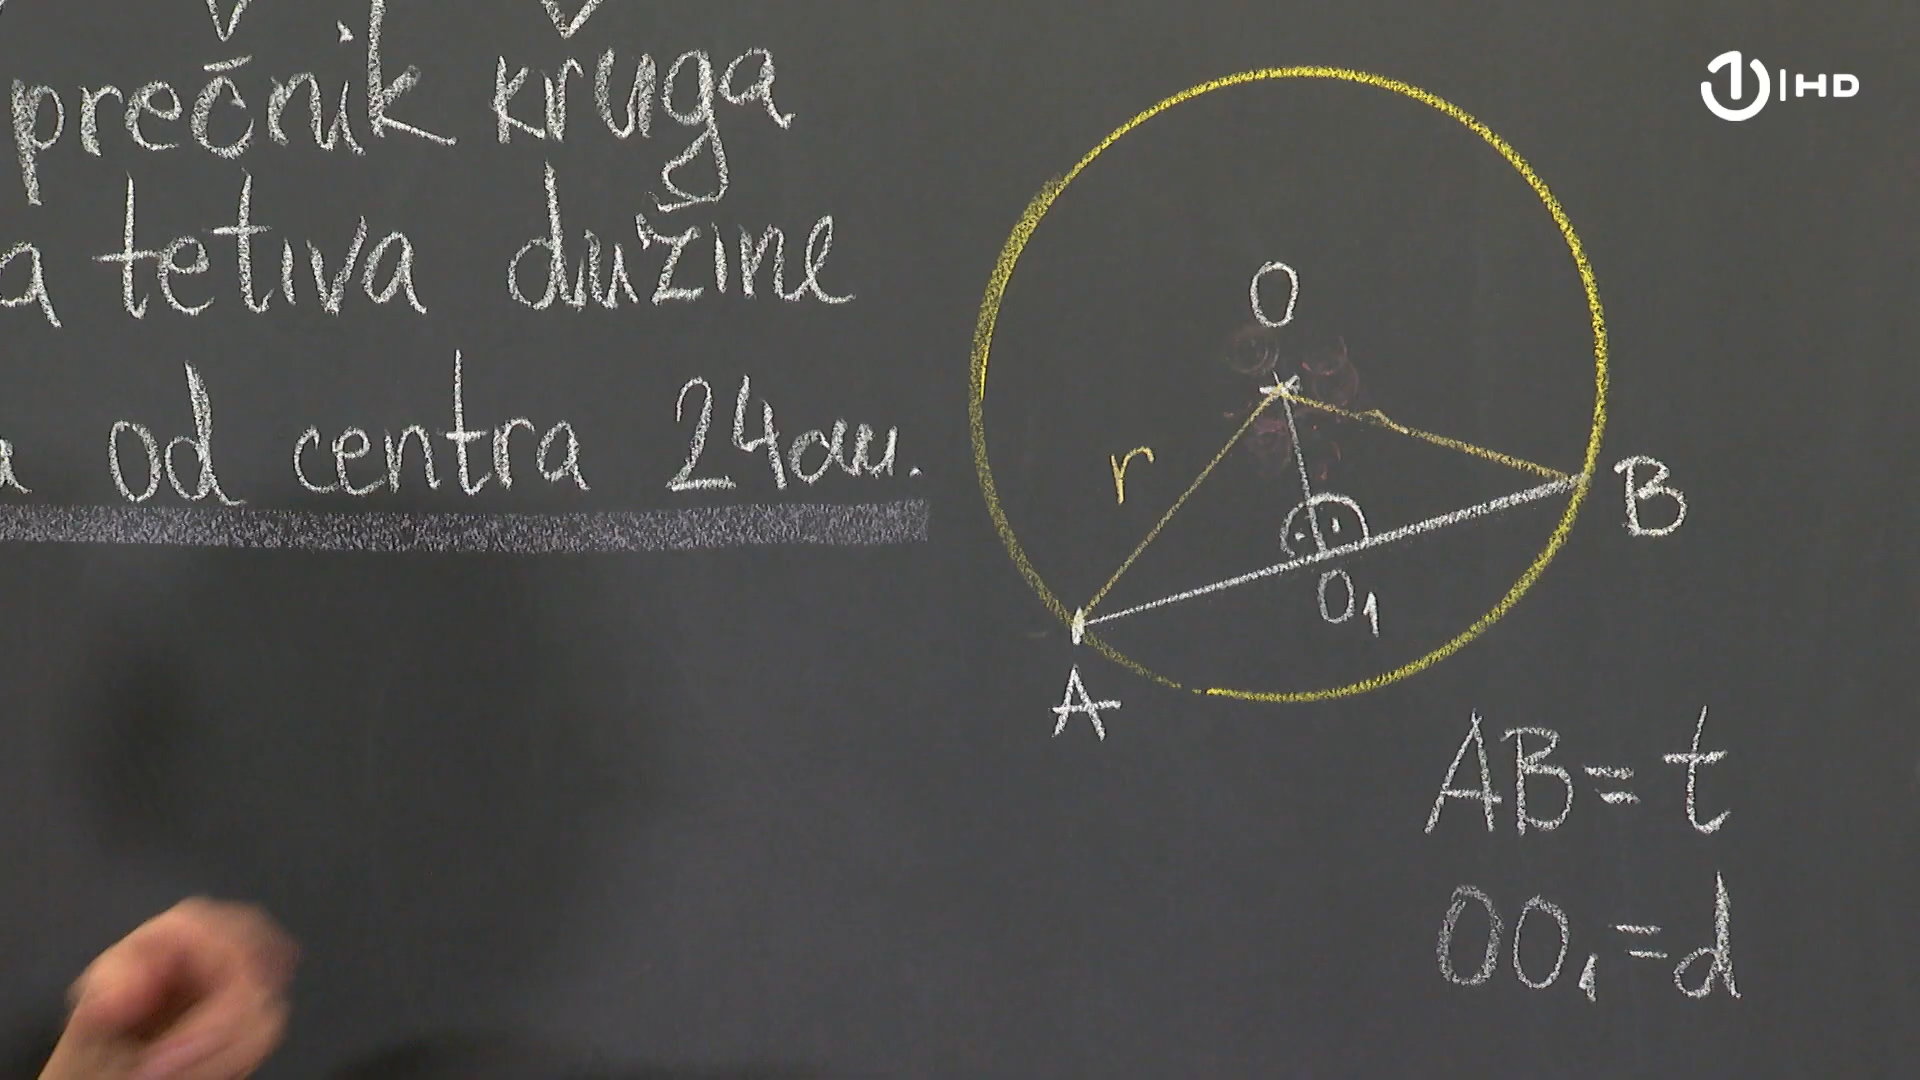 prečnik kruga
a tetiva dužine
a od centra 24cm.
1|HD
O
r
B
O₁
A
AB=t
OO₁=d